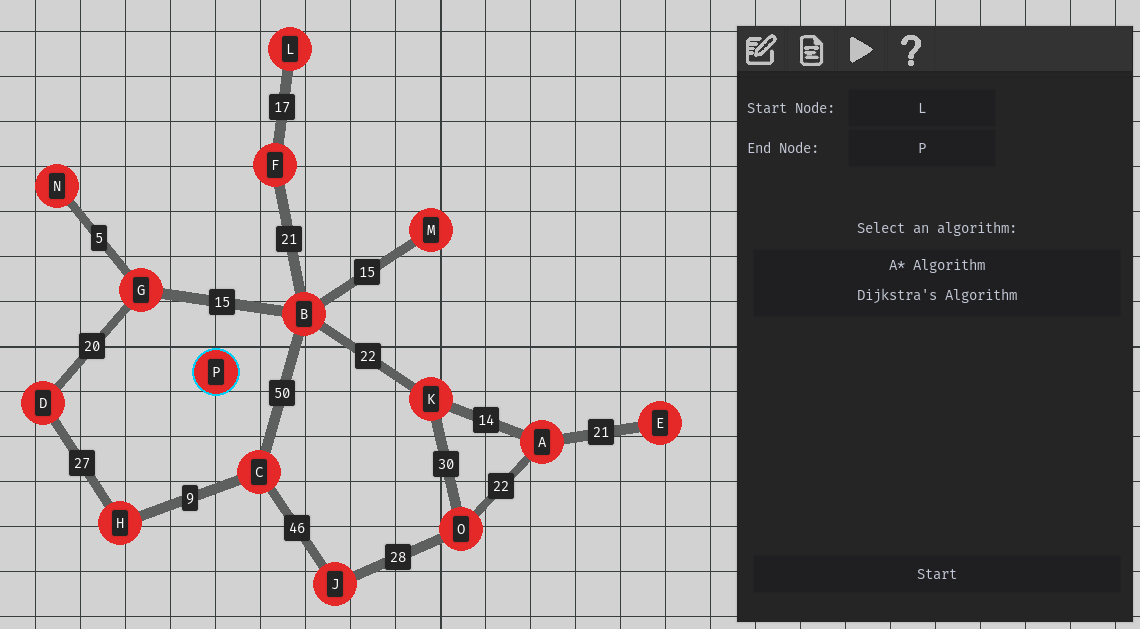 L
17
F
N
M
21
5
15
G
15
B
20
22
P
50
K
D
14
A
21
E
27
C
30
22
9
H
46
O
28
J
Start Node: L
End Node: P
Select an algorithm:
A* Algorithm
Dijkstra's Algorithm
Start